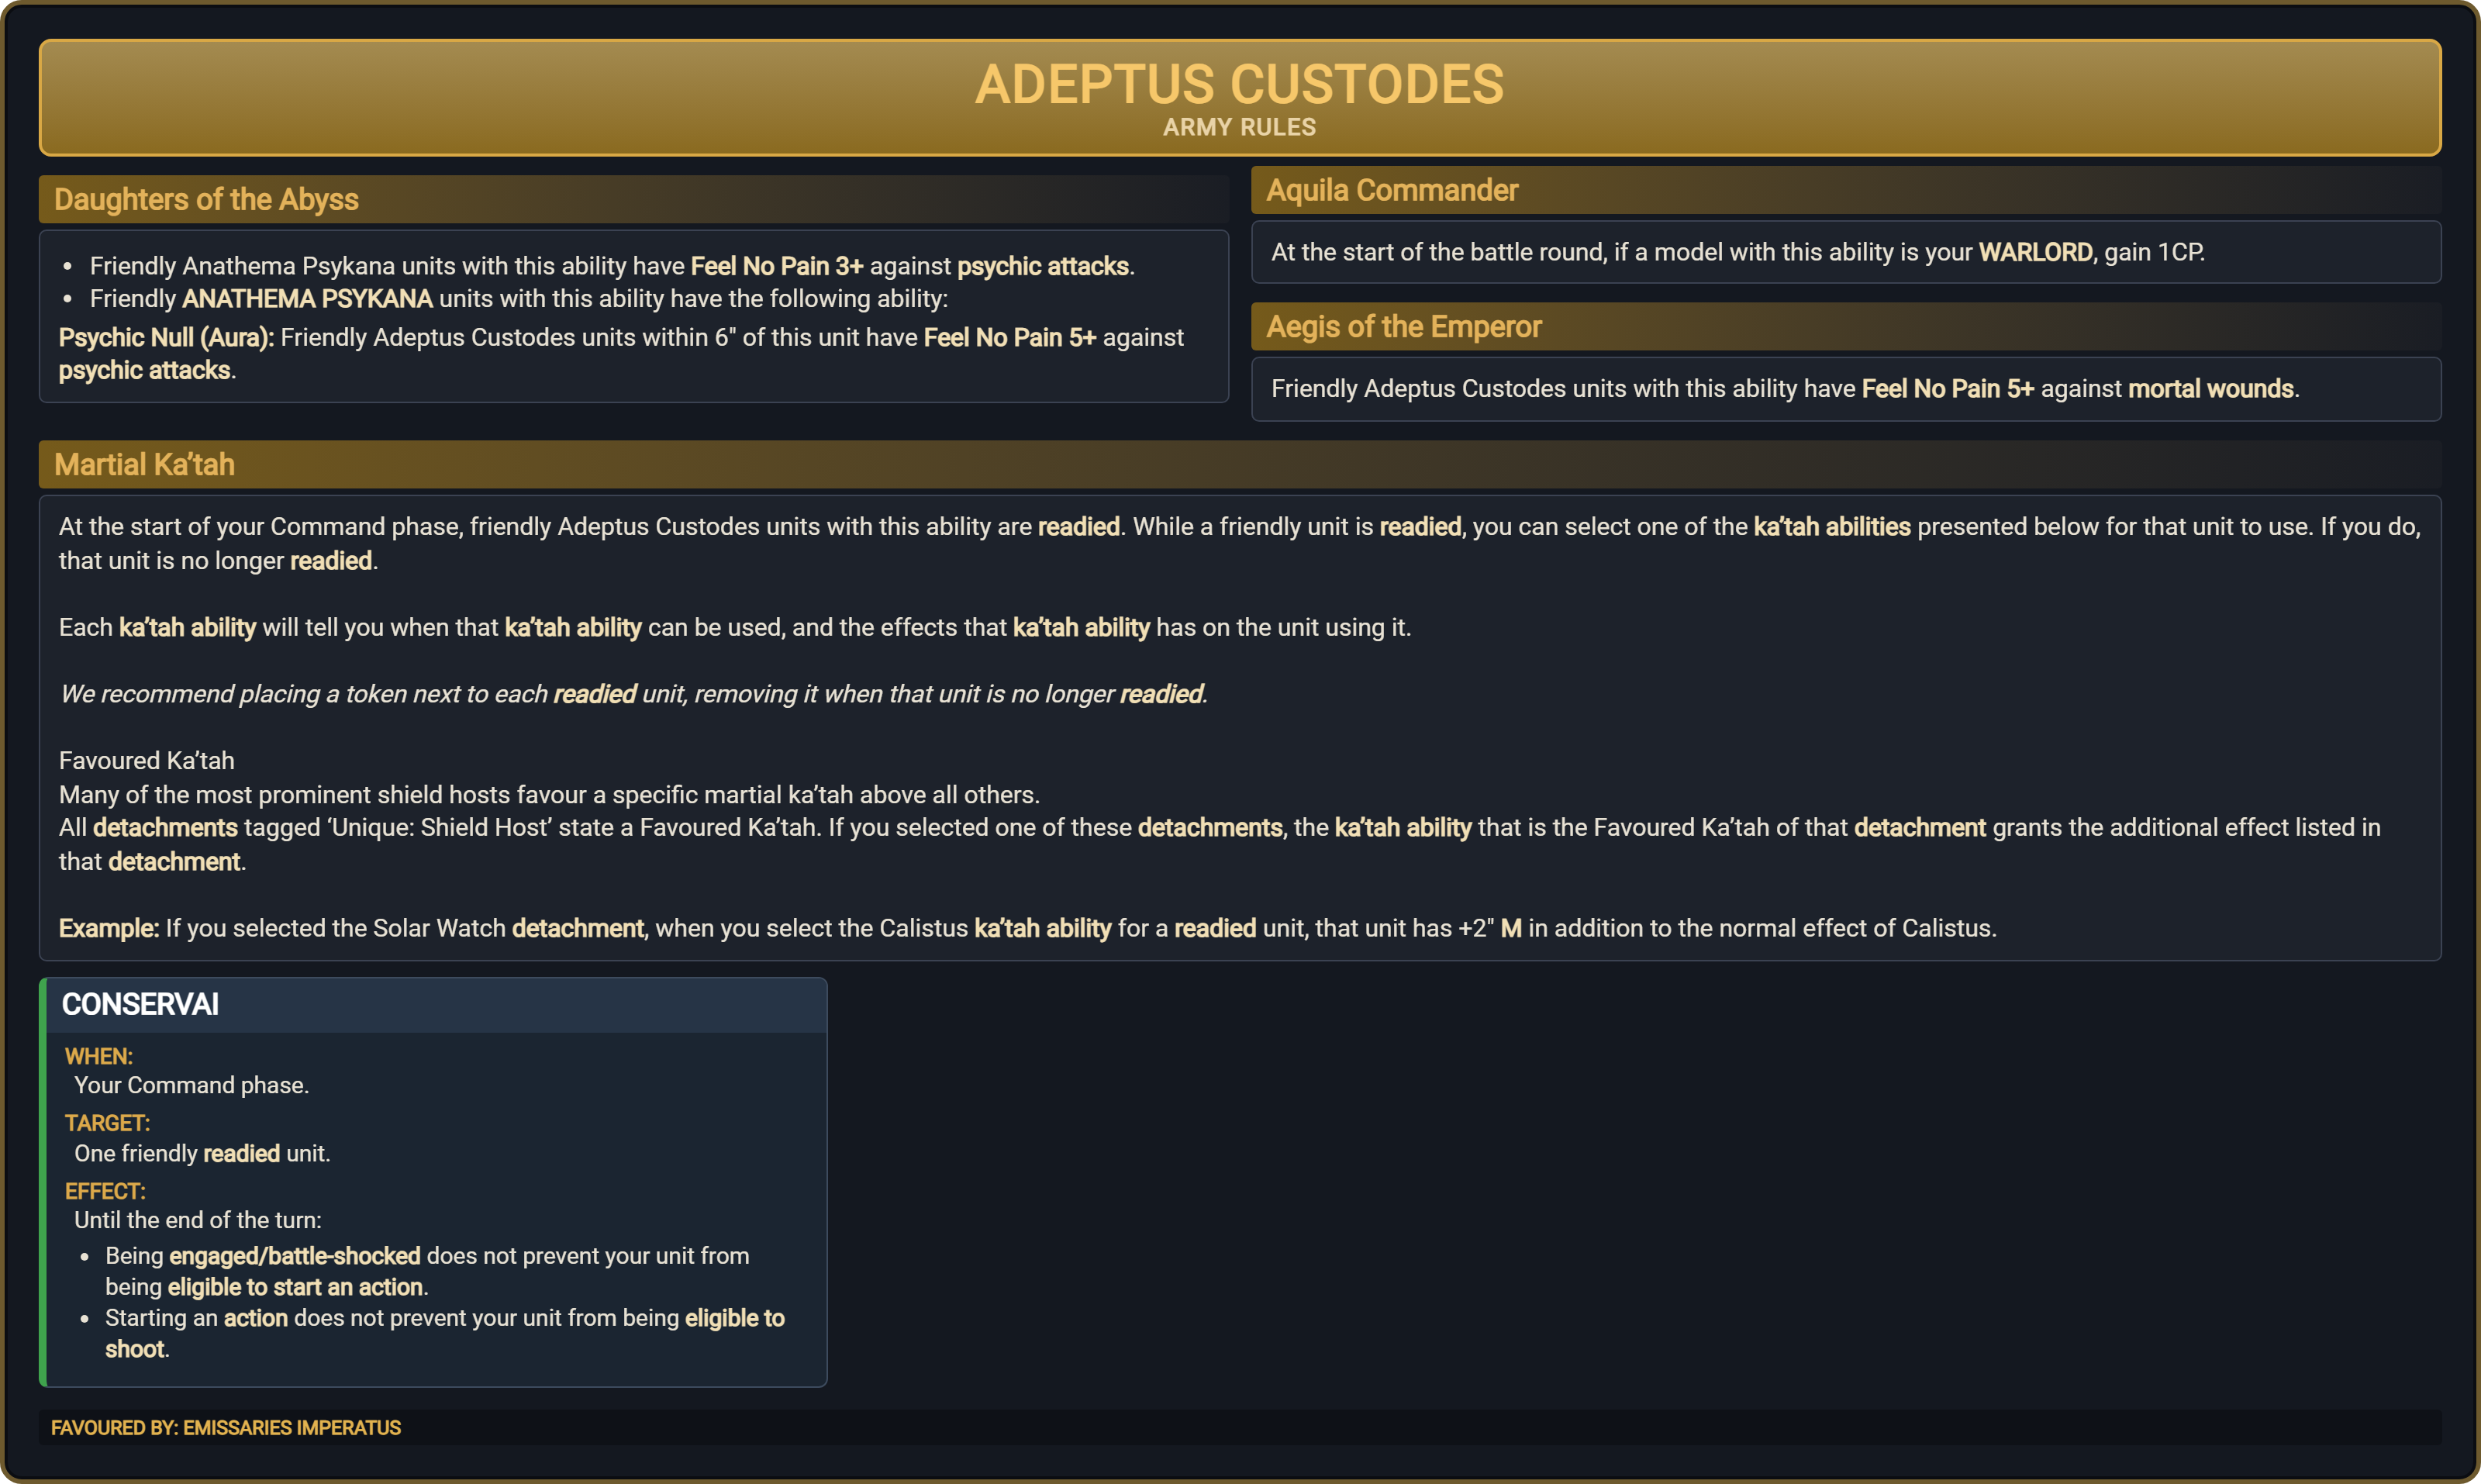 ADEPTUS CUSTODES
ARMY RULES
Daughters of the Abyss
• Friendly Anathema Psykana units with this ability have Feel No Pain 3+ against psychic attacks.
• Friendly ANATHEMA PSYKANA units with this ability have the following ability:
Psychic Null (Aura): Friendly Adeptus Custodes units within 6" of this unit have Feel No Pain 5+ against
psychic attacks.
Aquila Commander
At the start of the battle round, if a model with this ability is your WARLORD, gain 1CP.
Aegis of the Emperor
Friendly Adeptus Custodes units with this ability have Feel No Pain 5+ against mortal wounds.
Martial Ka’tah
At the start of your Command phase, friendly Adeptus Custodes units with this ability are readied. While a friendly unit is readied, you can select one of the ka’tah abilities presented below for that unit to use. If you do,
that unit is no longer readied.
Each ka’tah ability will tell you when that ka’tah ability can be used, and the effects that ka’tah ability has on the unit using it.
We recommend placing a token next to each readied unit, removing it when that unit is no longer readied.
Favoured Ka’tah
Many of the most prominent shield hosts favour a specific martial ka’tah above all others.
All detachments tagged ‘Unique: Shield Host’ state a Favoured Ka’tah. If you selected one of these detachments, the ka’tah ability that is the Favoured Ka’tah of that detachment grants the additional effect listed in
that detachment.
Example: If you selected the Solar Watch detachment, when you select the Calistus ka’tah ability for a readied unit, that unit has +2" M in addition to the normal effect of Calistus.
CONSERVAI
WHEN:
Your Command phase.
TARGET:
One friendly readied unit.
EFFECT:
Until the end of the turn:
• Being engaged/battle-shocked does not prevent your unit from
being eligible to start an action.
• Starting an action does not prevent your unit from being eligible to
shoot.
FAVOURED BY: EMISSARIES IMPERATUS